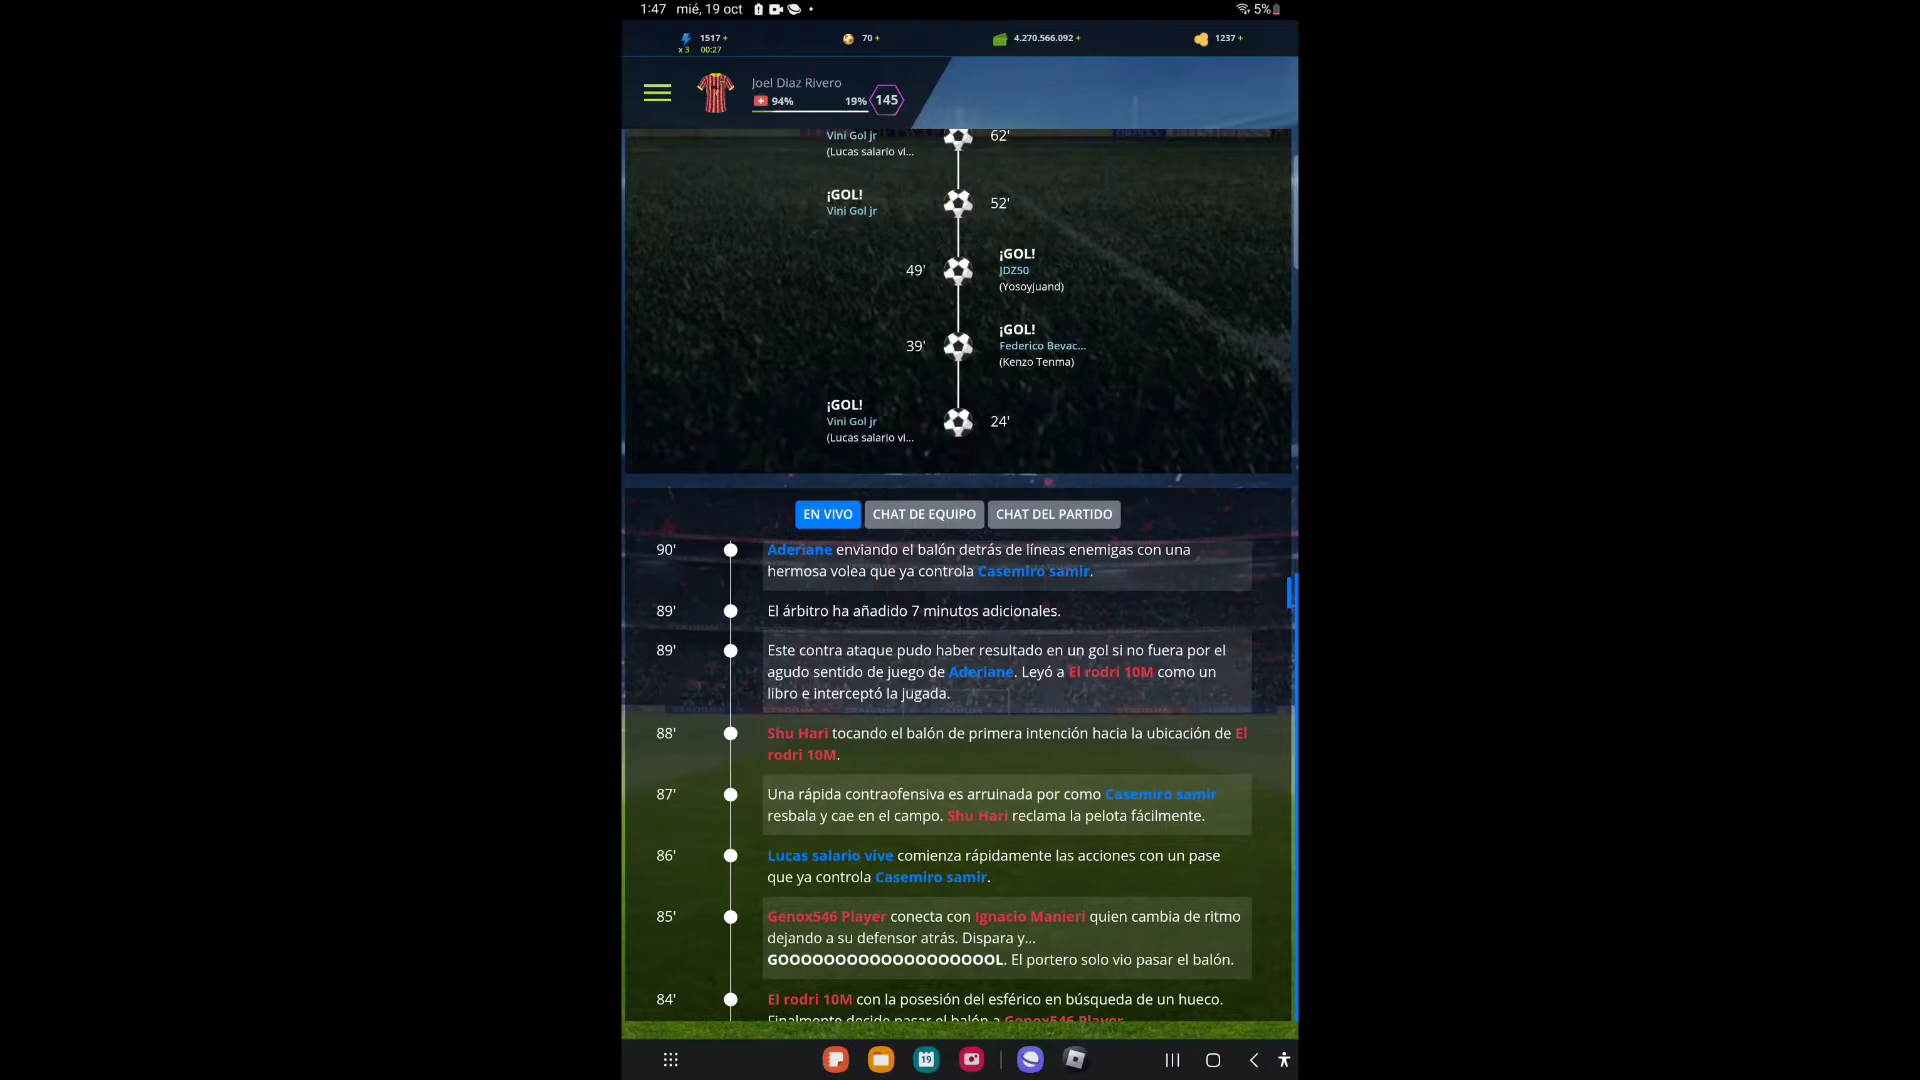 1:47 mié, 19 oct
5%
1517 +
x 3 00:27
70 +
4.270.566.092 +
1237 +
Joel Diaz Rivero
94% 19% 145
Vini Gol jr 62'
(Lucas salario vi...
¡GOL!
Vini Gol jr
52'
¡GOL!
49' JDZ50
(Yosoyjuand)
¡GOL!
39' Federico Bevac...
(Kenzo Tenma)
¡GOL!
Vini Gol jr 24'
(Lucas salario vi...
EN VIVO CHAT DE EQUIPO CHAT DEL PARTIDO
90' Aderiane enviando el balón detrás de líneas enemigas con una
hermosa volea que ya controla Casemiro samir.
89' El árbitro ha añadido 7 minutos adicionales.
89' Este contra ataque pudo haber resultado en un gol si no fuera por el
agudo sentido de juego de Aderiane. Leyó a El rodri 10M como un
libro e interceptó la jugada.
88' Shu Hari tocando el balón de primera intención hacia la ubicación de El
rodri 10M.
87' Una rápida contraofensiva es arruinada por como Casemiro samir
resbala y cae en el campo. Shu Hari reclama la pelota fácilmente.
86' Lucas salario vive comienza rápidamente las acciones con un pase
que ya controla Casemiro samir.
85' Genox546 Player conecta con Ignacio Manieri quien cambia de ritmo
dejando a su defensor atrás. Dispara y...
GOOOOOOOOOOOOOOOOOOOL. El portero solo vio pasar el balón.
84' El rodri 10M con la posesión del esférico en búsqueda de un hueco.
Finalmente decide pasar el balón a Genox546 Player
19